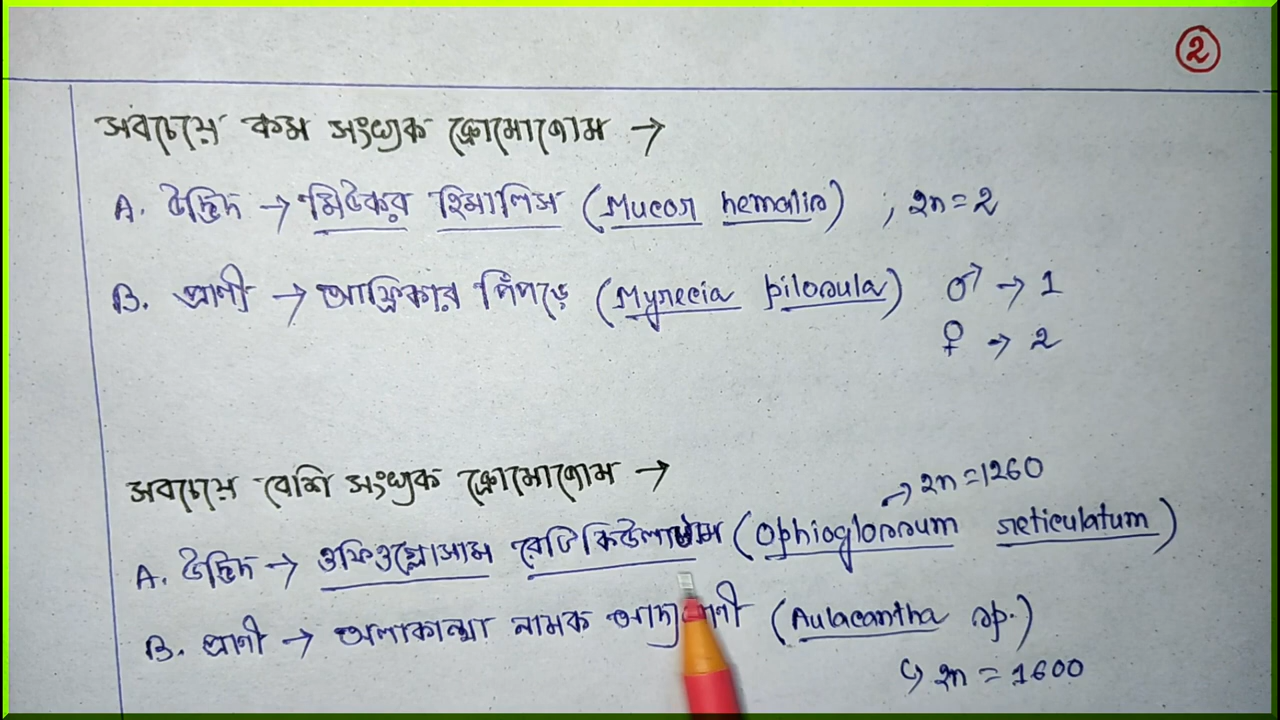 2
সবচেয়ে কম সংখ্যক ক্রোমোজোম →
A. উদ্ভিদ → মিউকর হিমালিস (Mucor hemalis) , 2n = 2
B. প্রাণী → আফ্রিকার পিঁপড়ে (Myrecia pilosula) ♂ → 1
♀ → 2
সবচেয়ে বেশি সংখ্যক ক্রোমোজোম →
→ 2n = 1260
A. উদ্ভিদ → ওফিওগ্লোসাম রেটিকিউলাটাম (Ophioglossum reticulatum)
B. প্রাণী → অলাকান্থা নামক (Aulacantha sp.)
↳ 2n = 1600